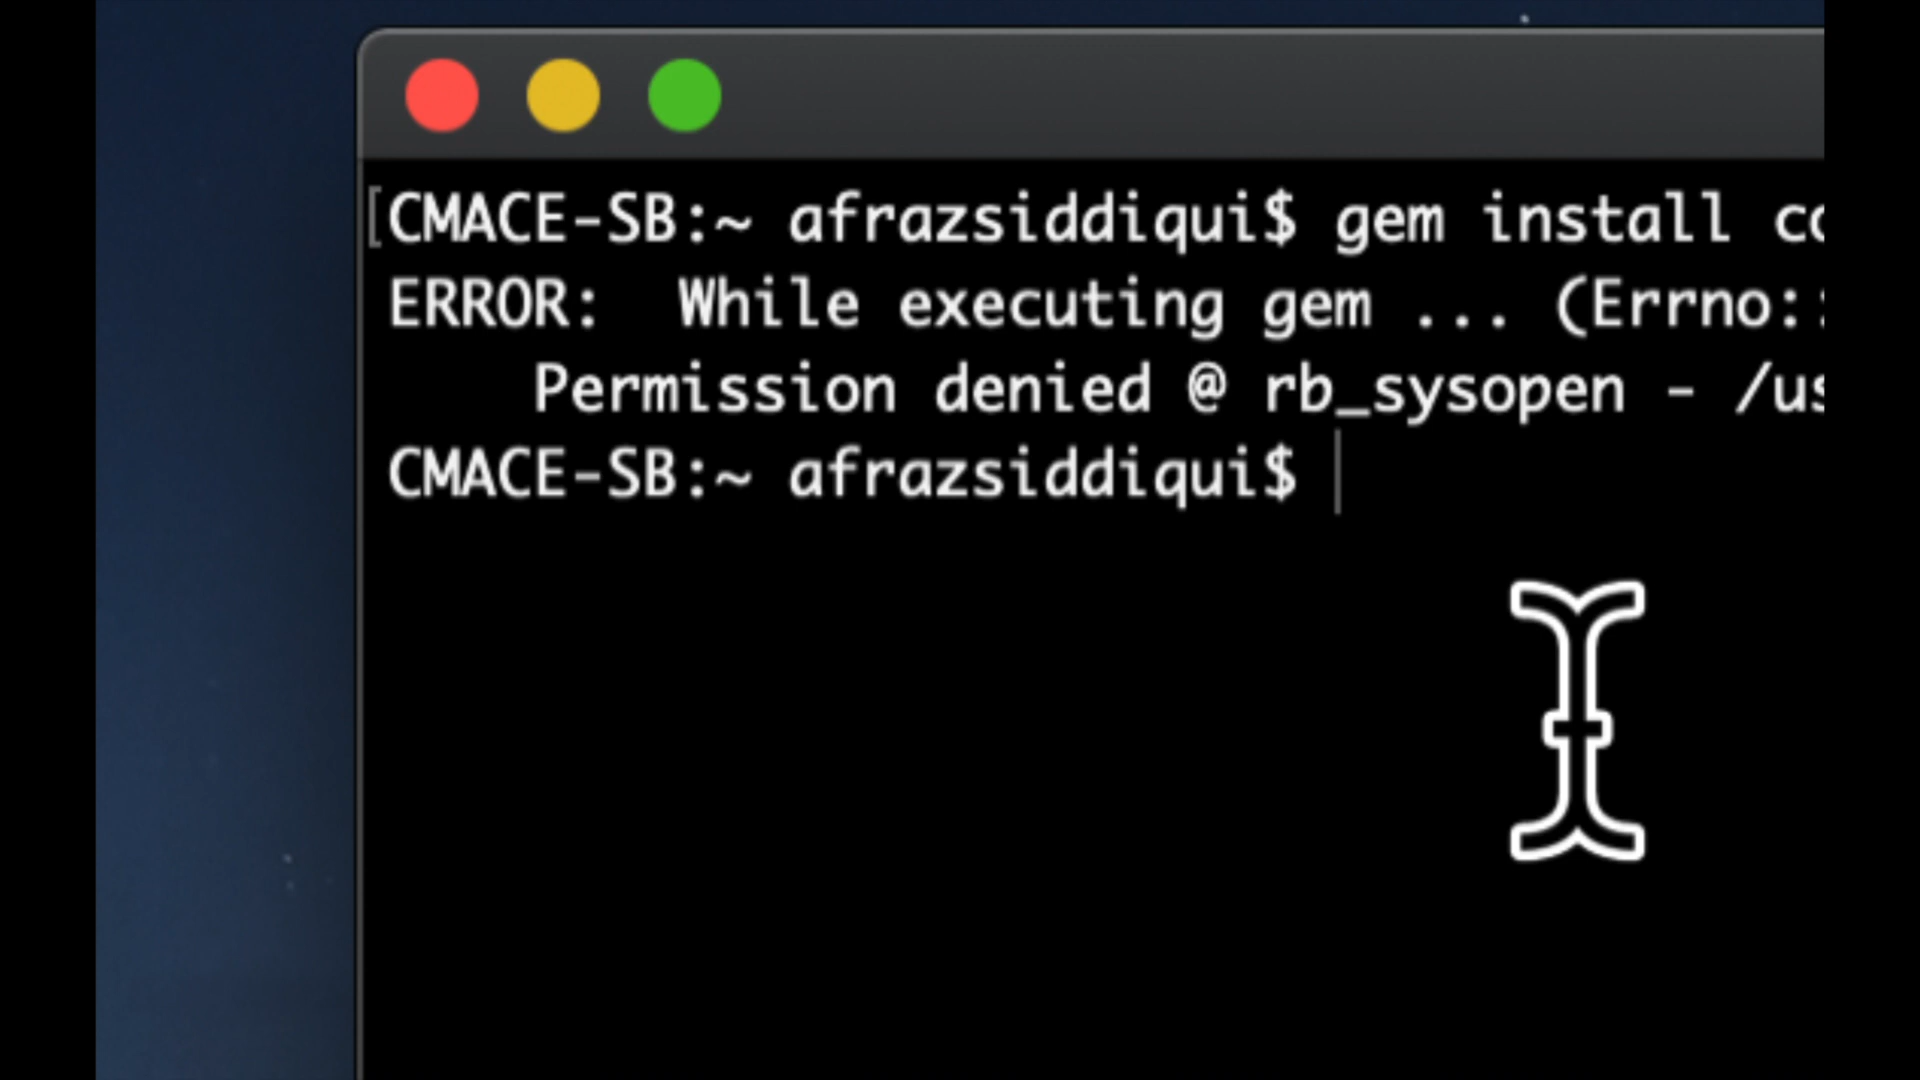 [CMACE-SB:~ afrazsiddiqui$ gem install co
ERROR:  While executing gem ... (Errno::
    Permission denied @ rb_sysopen - /us
CMACE-SB:~ afrazsiddiqui$